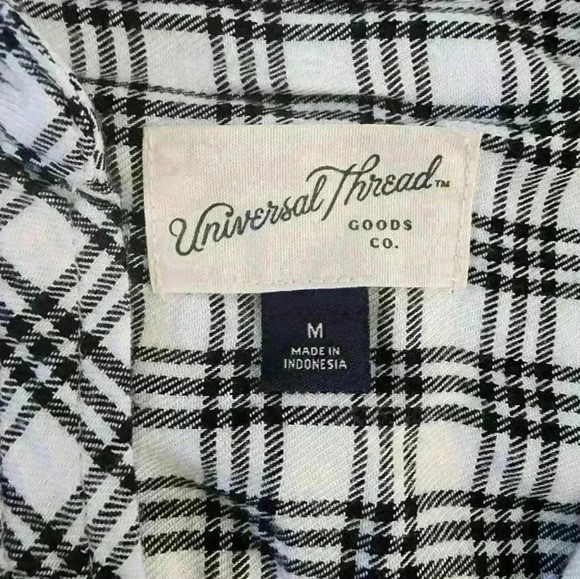 Universal Thread™
GOODS
CO.
M
MADE IN
INDONESIA